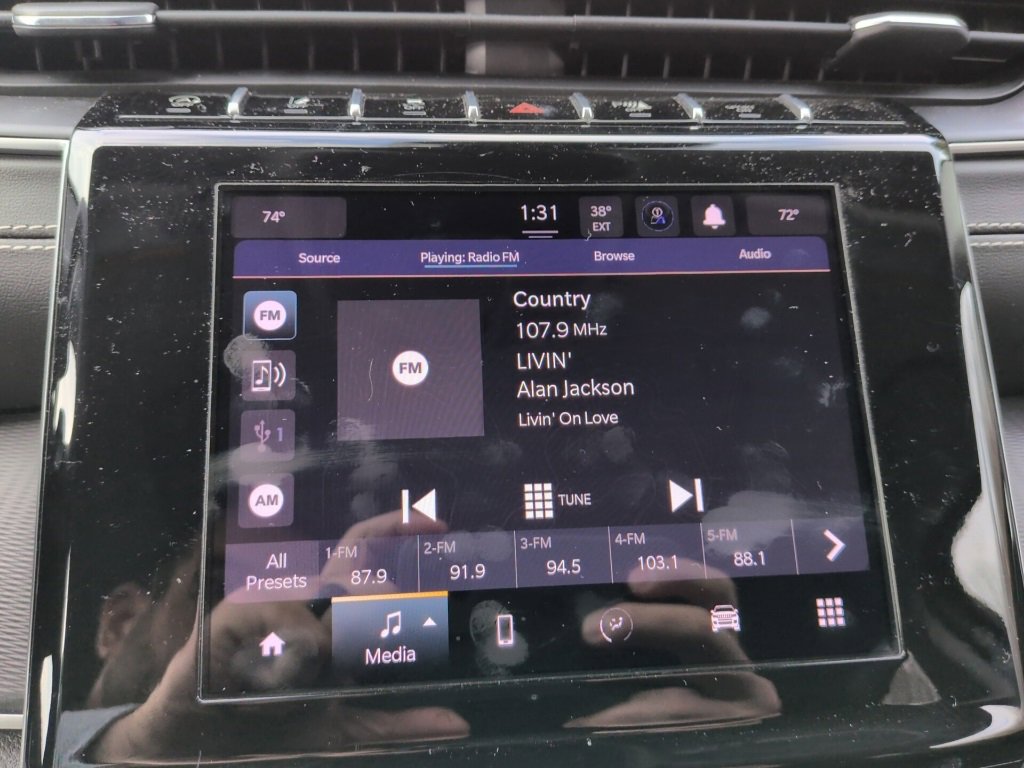 74°
1:31
38°
EXT
72°
Source
Playing: Radio FM
Browse
Audio
FM
Country
107.9 MHz
LIVIN'
Alan Jackson
Livin' On Love
FM
1
AM
TUNE
All
Presets
1-FM
87.9
2-FM
91.9
3-FM
94.5
4-FM
103.1
5-FM
88.1
Media